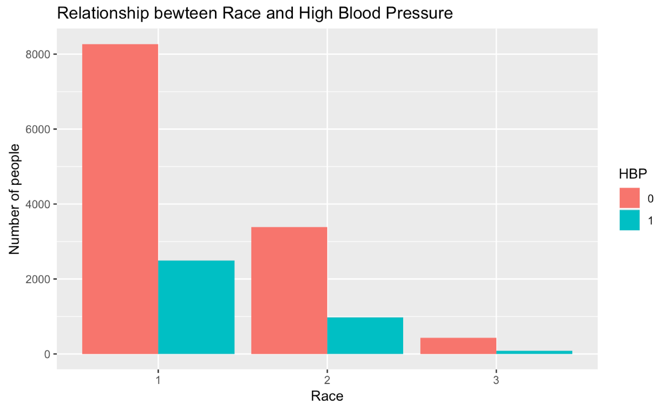 Relationship bewteen Race and High Blood Pressure
8000
6000
4000
2000
0
Number of people
1 2 3
Race
HBP
0
1